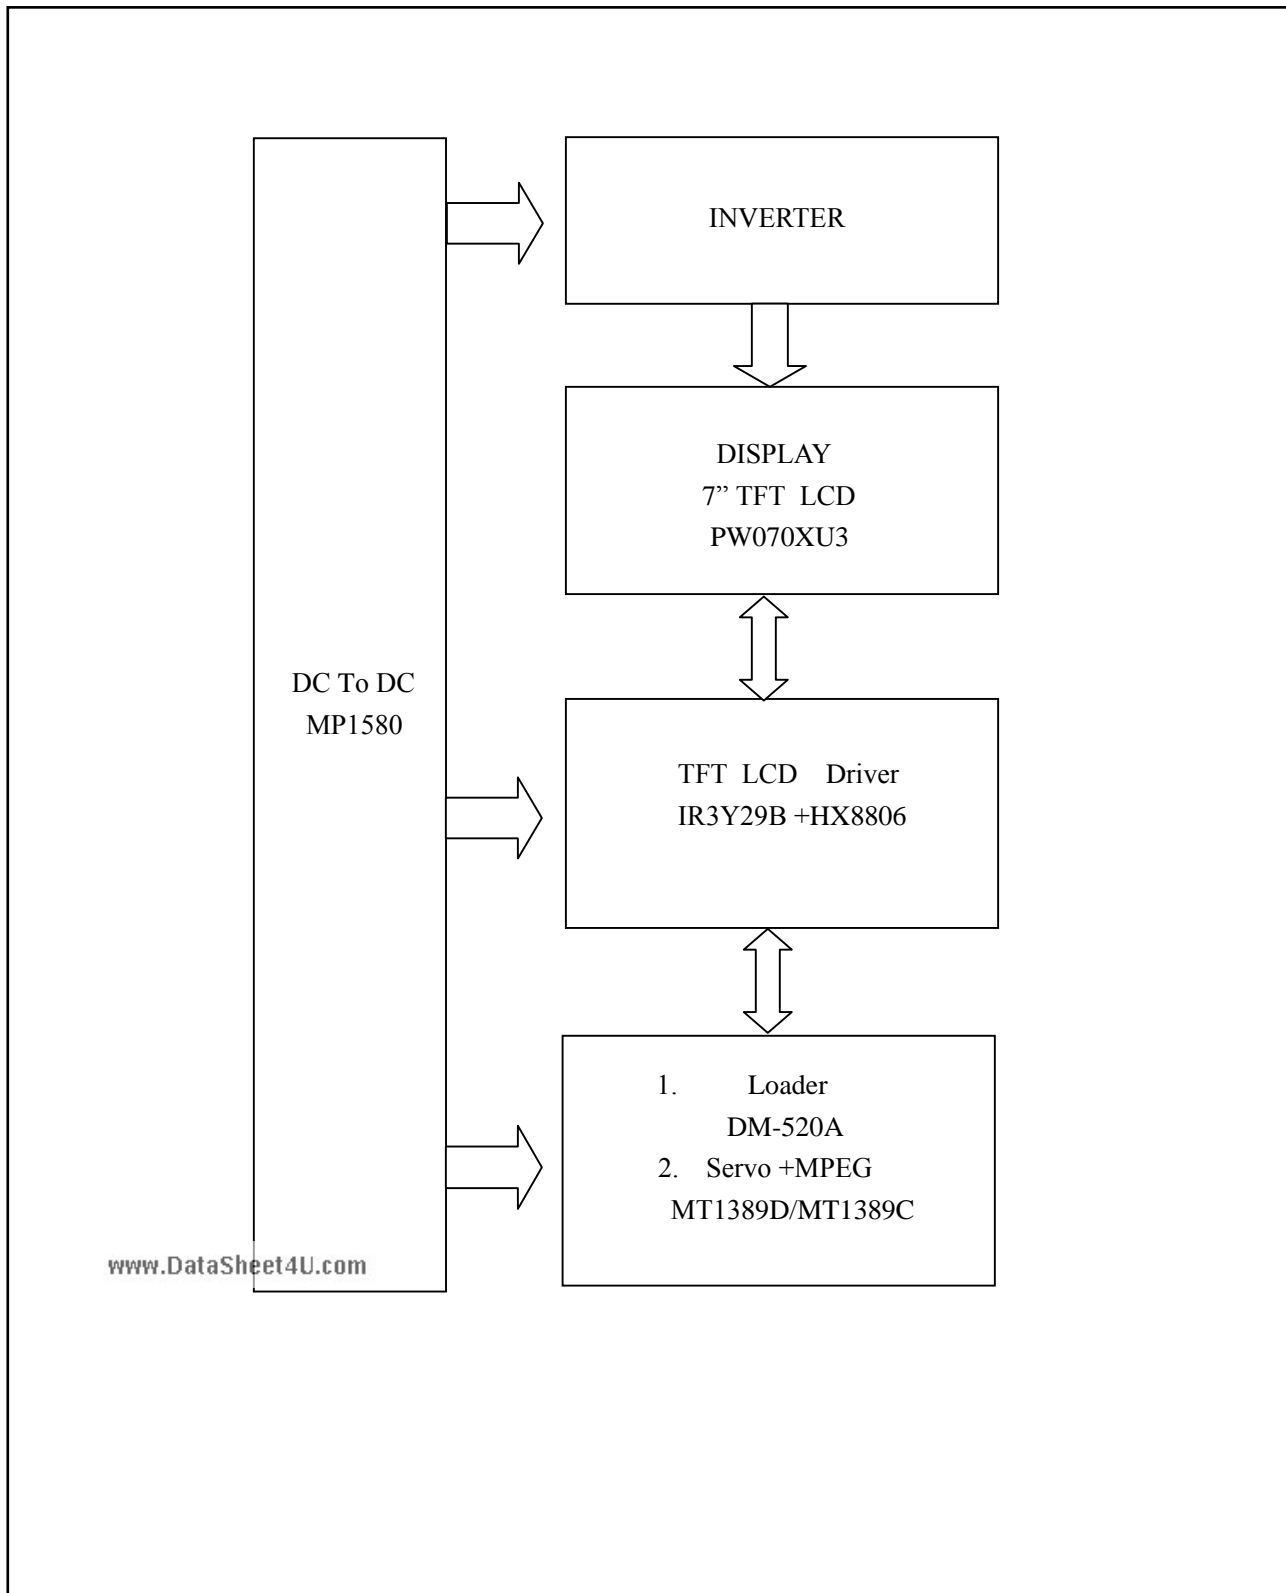 INVERTER
DISPLAY
7” TFT LCD
PW070XU3
DC To DC
MP1580
TFT LCD Driver
IR3Y29B +HX8806
1. Loader
DM-520A
2. Servo +MPEG
MT1389D/MT1389C
www.DataSheet4U.com